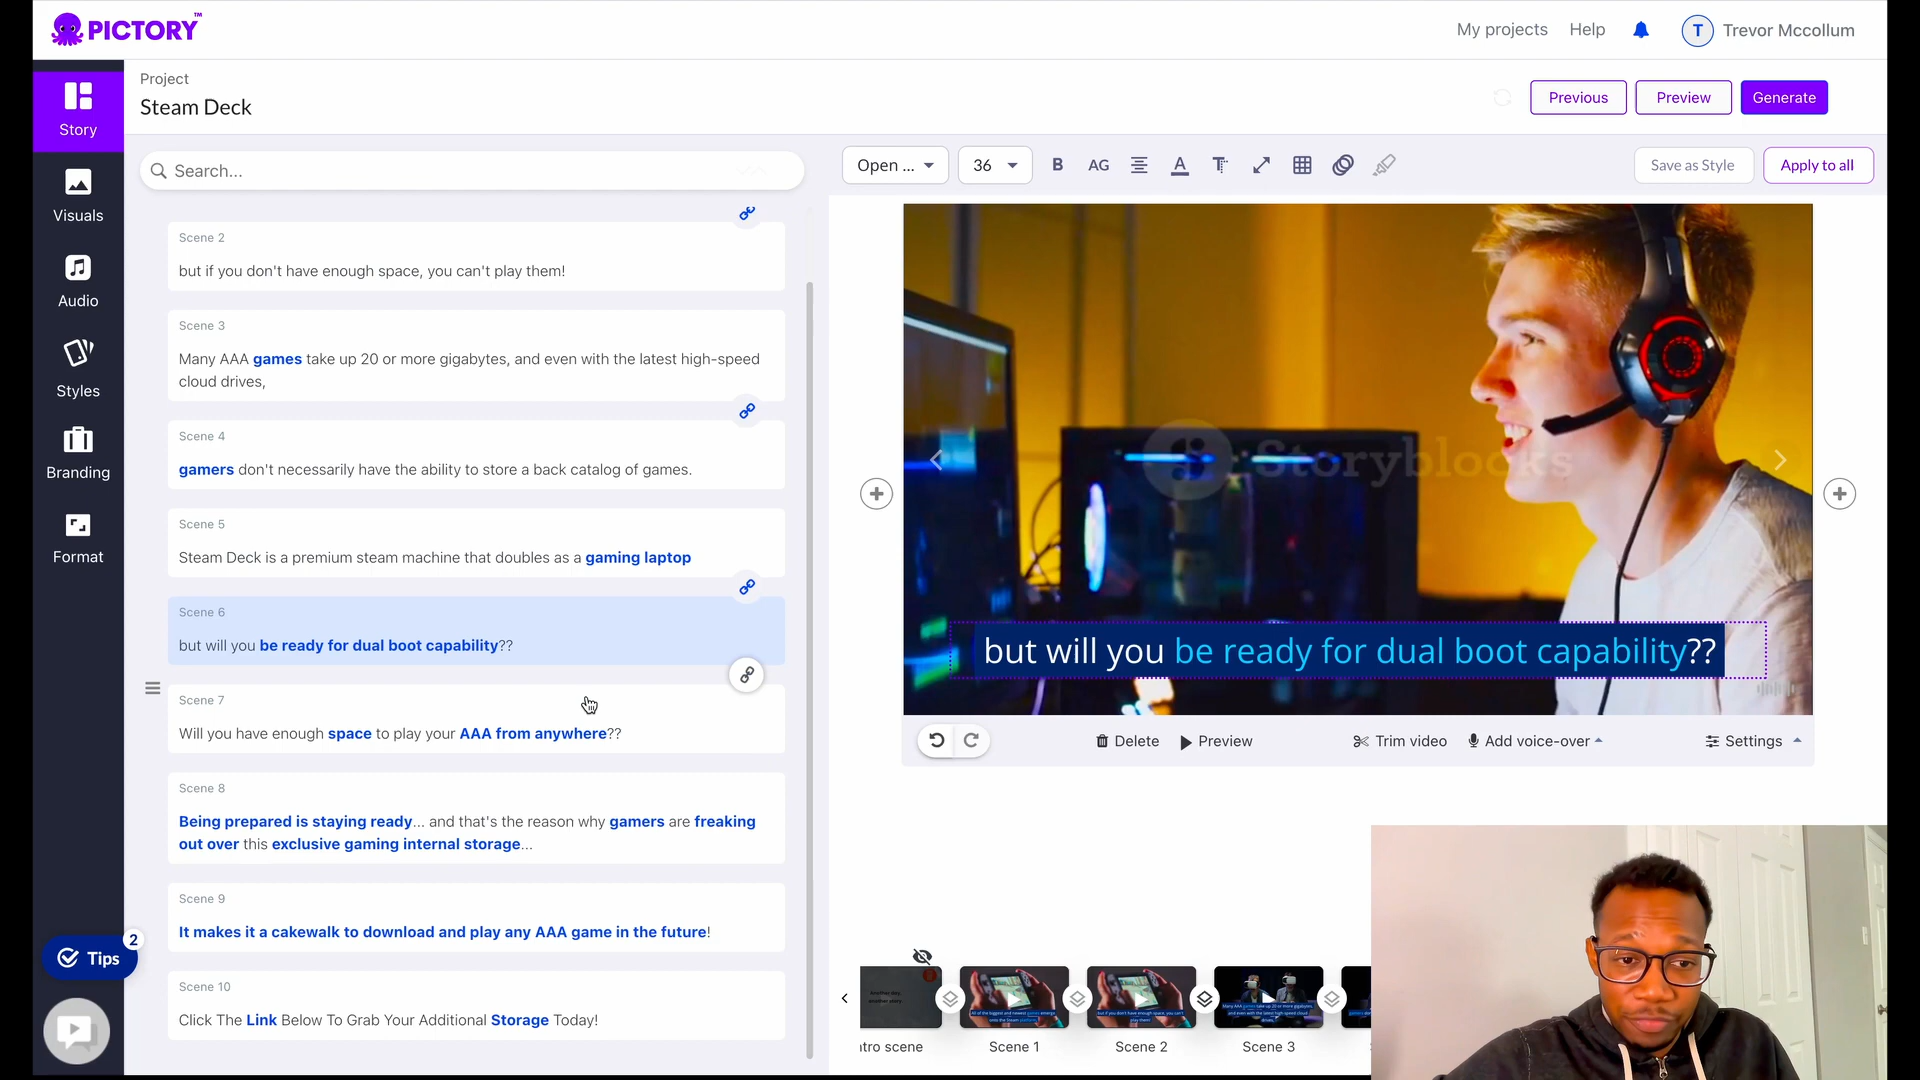 PICTORY™
My projects
Help
T
Trevor Mccollum
Story
Visuals
Audio
Styles
Branding
Format
Tips
2
Project
Steam Deck
Previous
Preview
Generate
Search...
Scene 2
but if you don't have enough space, you can't play them!
Scene 3
Many AAA games take up 20 or more gigabytes, and even with the latest high-speed
cloud drives,
Scene 4
gamers don't necessarily have the ability to store a back catalog of games.
Scene 5
Steam Deck is a premium steam machine that doubles as a gaming laptop
Scene 6
but will you be ready for dual boot capability??
Scene 7
Will you have enough space to play your AAA from anywhere??
Scene 8
Being prepared is staying ready... and that's the reason why gamers are freaking
out over this exclusive gaming internal storage...
Scene 9
It makes it a cakewalk to download and play any AAA game in the future!
Scene 10
Click The Link Below To Grab Your Additional Storage Today!
Open ...
36
B
AG
A
T
Save as Style
Apply to all
Storyblocks
but will you be ready for dual boot capability??
Delete
Preview
Trim video
Add voice-over
Settings
ntro scene
Scene 1
Scene 2
Scene 3